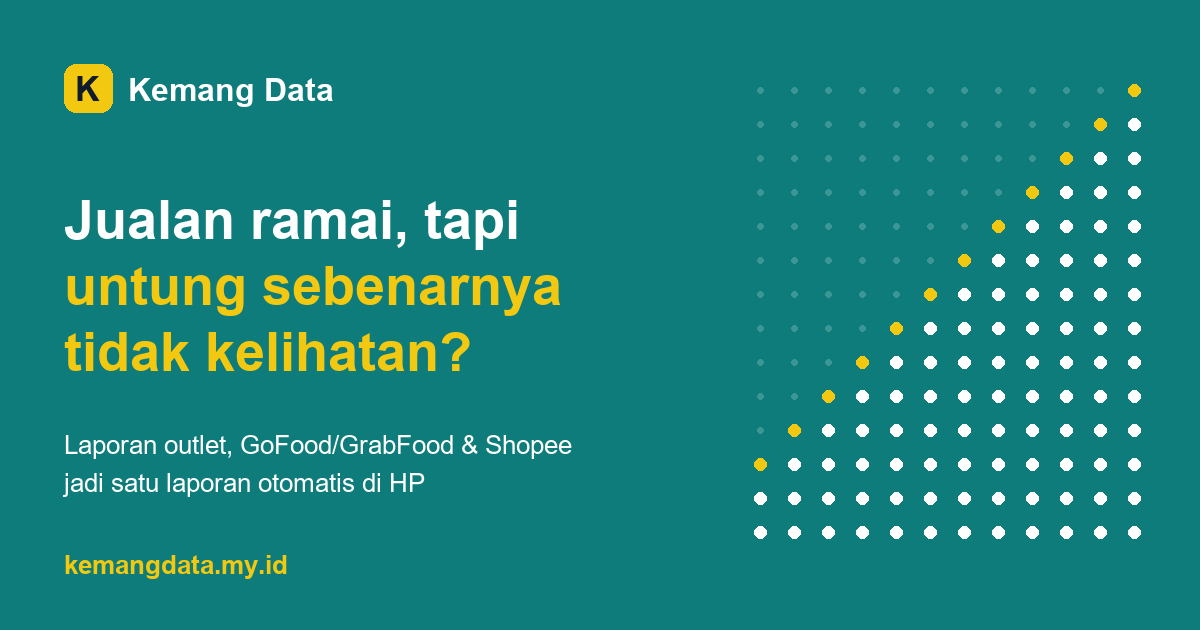 K Kemang Data
Jualan ramai, tapi
untung sebenarnya
tidak kelihatan?
Laporan outlet, GoFood/GrabFood & Shopee
jadi satu laporan otomatis di HP
kemangdata.my.id